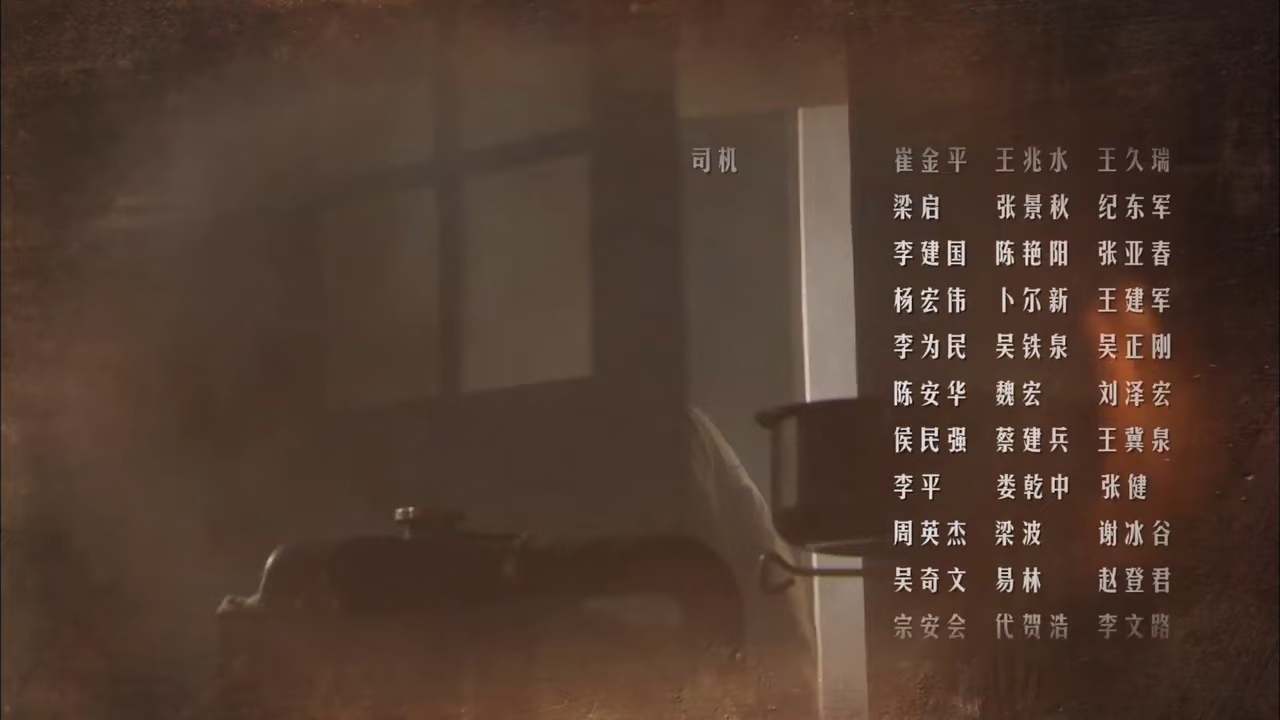 司机 崔金平 王兆水 王久瑞
梁启 张景秋 纪东军
李建国 陈艳阳 张亚春
杨宏伟 卜尔新 王建军
李为民 吴铁泉 吴正刚
陈安华 魏宏 刘泽宏
侯民强 蔡建兵 王冀泉
李平 娄乾中 张健
周英杰 梁波 谢冰谷
吴奇文 易林 赵登君
宗安会 代贺浩 李文路